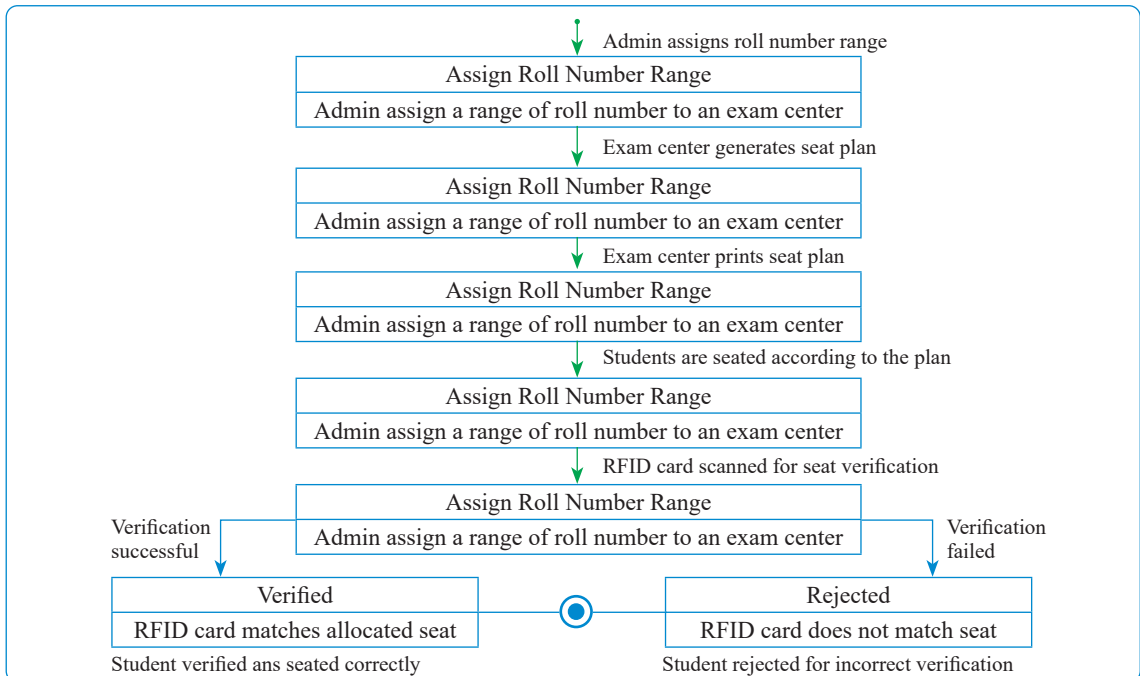 Admin assigns roll number range
Assign Roll Number Range
Admin assign a range of roll number to an exam center
Exam center generates seat plan
Assign Roll Number Range
Admin assign a range of roll number to an exam center
Exam center prints seat plan
Assign Roll Number Range
Admin assign a range of roll number to an exam center
Students are seated according to the plan
Assign Roll Number Range
Admin assign a range of roll number to an exam center
RFID card scanned for seat verification
Assign Roll Number Range
Admin assign a range of roll number to an exam center
Verification
successful
Verification
failed
Verified
RFID card matches allocated seat
Student verified ans seated correctly
Rejected
RFID card does not match seat
Student rejected for incorrect verification